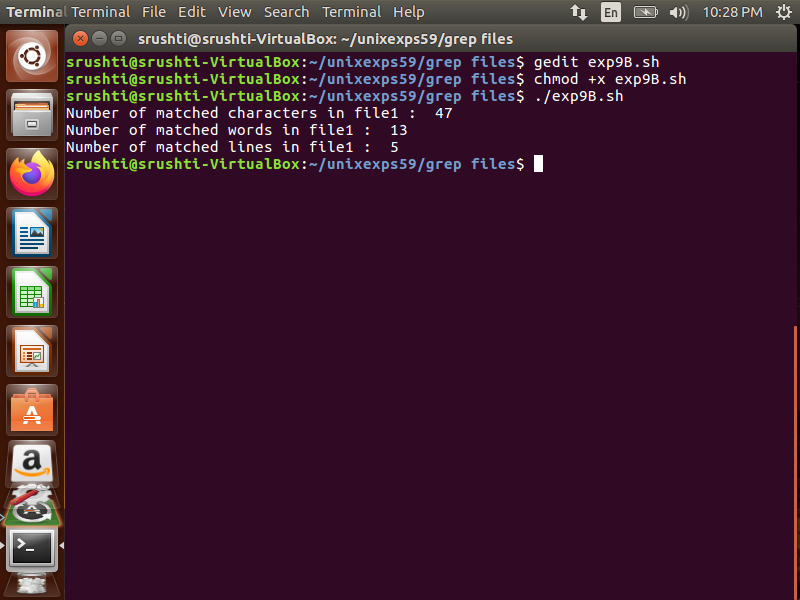 Terminal Terminal File Edit View Search Terminal Help En 10:28 PM
srushti@srushti-VirtualBox: ~/unixexps59/grep files
srushti@srushti-VirtualBox:~/unixexps59/grep files$ gedit exp9B.sh
srushti@srushti-VirtualBox:~/unixexps59/grep files$ chmod +x exp9B.sh
srushti@srushti-VirtualBox:~/unixexps59/grep files$ ./exp9B.sh
Number of matched characters in file1 :  47
Number of matched words in file1 :  13
Number of matched lines in file1 :  5
srushti@srushti-VirtualBox:~/unixexps59/grep files$